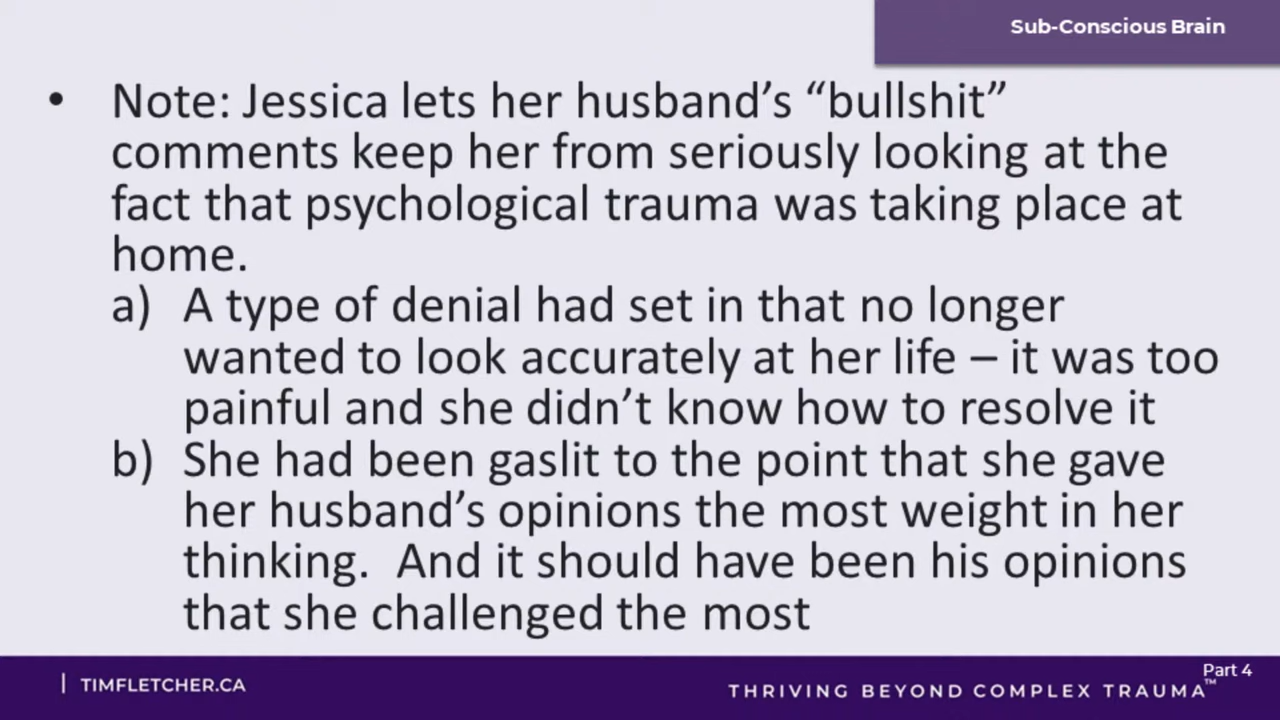 Sub-Conscious Brain
• Note: Jessica lets her husband’s “bullshit”
comments keep her from seriously looking at the
fact that psychological trauma was taking place at
home.
a) A type of denial had set in that no longer
wanted to look accurately at her life – it was too
painful and she didn’t know how to resolve it
b) She had been gaslit to the point that she gave
her husband’s opinions the most weight in her
thinking.  And it should have been his opinions
that she challenged the most
| TIMFLETCHER.CA
THRIVING BEYOND COMPLEX TRAUMA™
Part 4